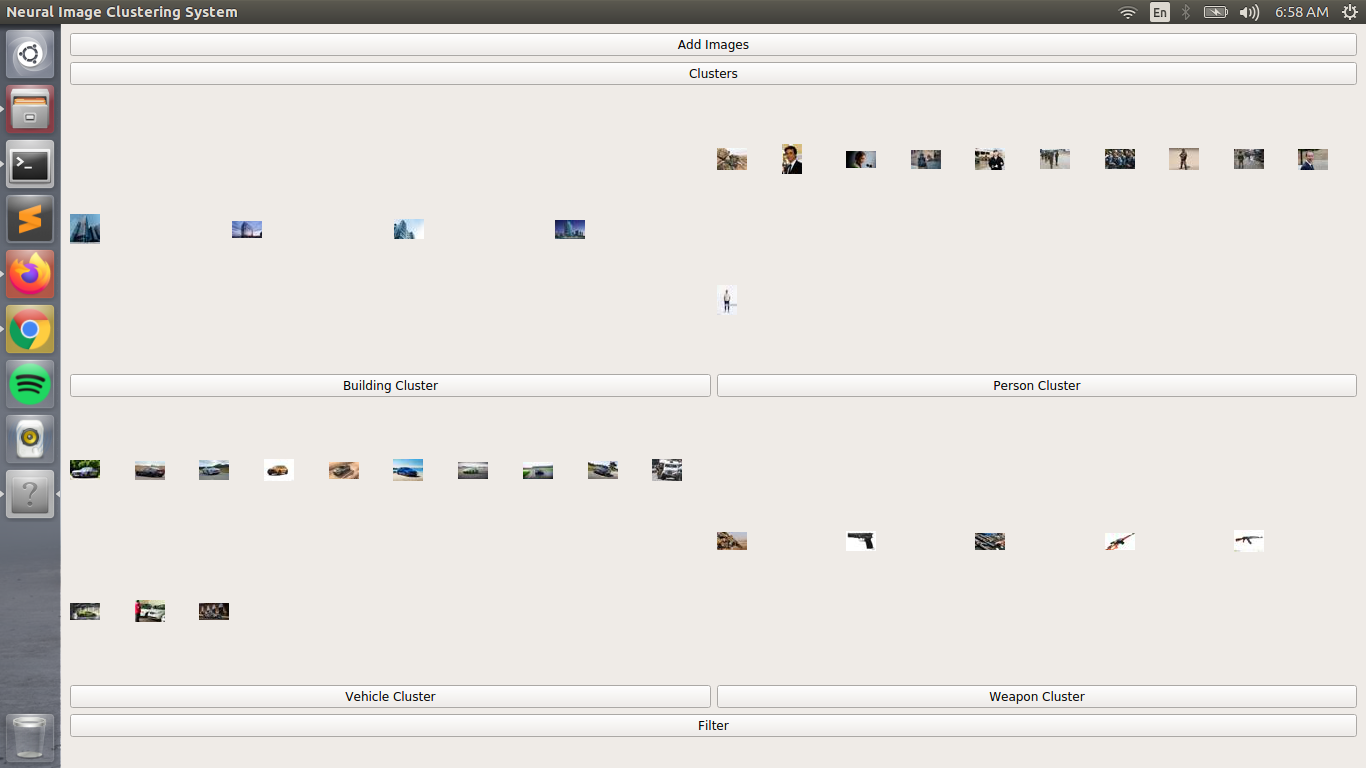 Neural Image Clustering System
En
6:58 AM
Add Images
Clusters
Building Cluster
Person Cluster
Vehicle Cluster
Weapon Cluster
Filter